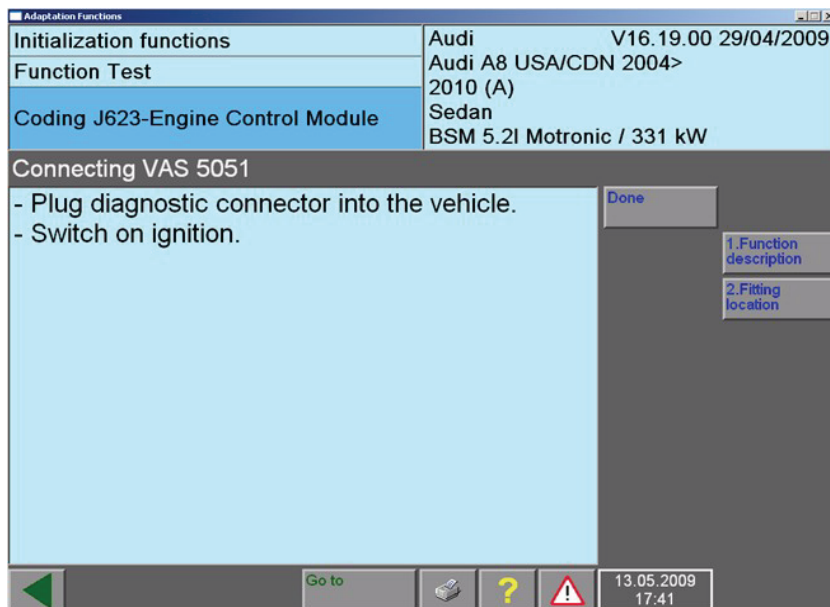 Adaptation Functions
Initialization functions
Function Test
Coding J623-Engine Control Module
Audi V16.19.00 29/04/2009
Audi A8 USA/CDN 2004>
2010 (A)
Sedan
BSM 5.2l Motronic / 331 kW
Connecting VAS 5051
- Plug diagnostic connector into the vehicle.
- Switch on ignition.
Done
1.Function
description
2.Fitting
location
Go to
?
13.05.2009
17:41